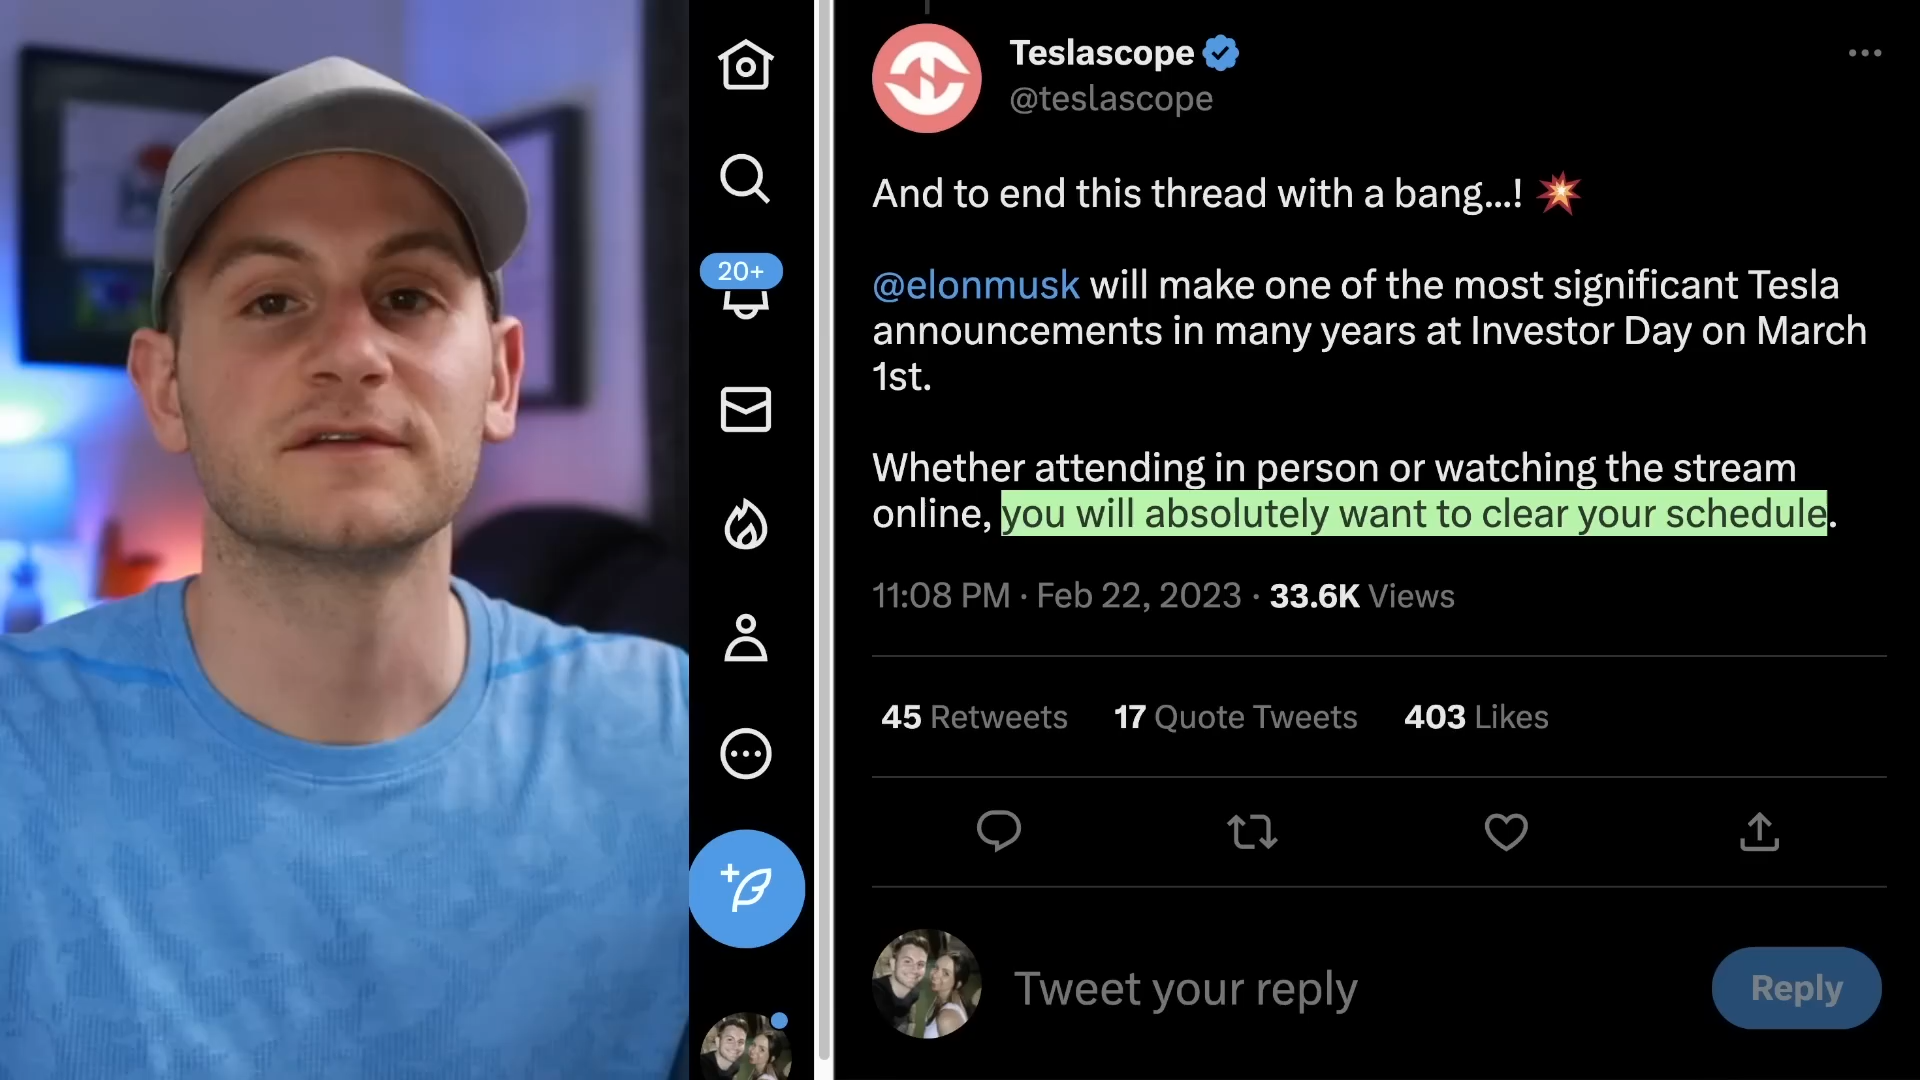 20+
Teslascope
@teslascope
And to end this thread with a bang...! 💥
@elonmusk will make one of the most significant Tesla
announcements in many years at Investor Day on March
1st.
Whether attending in person or watching the stream
online, you will absolutely want to clear your schedule.
11:08 PM · Feb 22, 2023 · 33.6K Views
45 Retweets 17 Quote Tweets 403 Likes
Tweet your reply
Reply